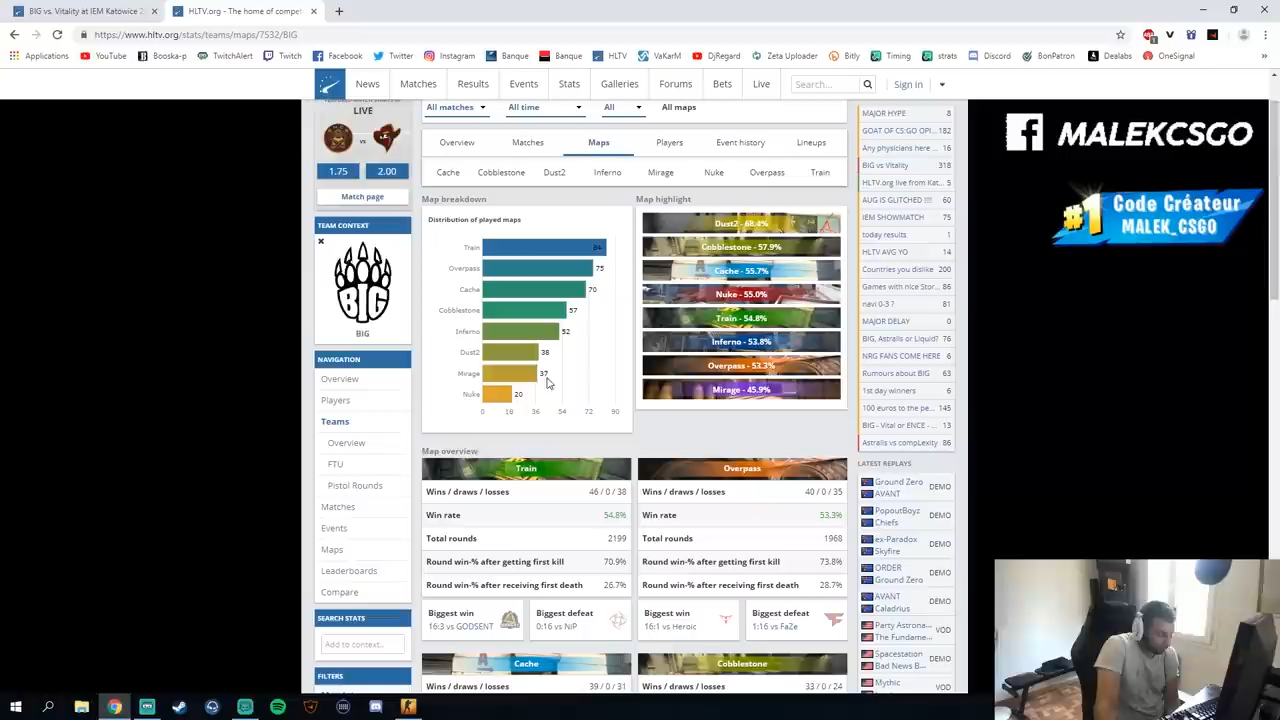 BIG vs. Vitality at IEM Katowice 2
HLTV.org - The home of compet
https://www.hltv.org/stats/teams/maps/7532/BIG
Applications YouTube Booska-p TwitchAlert Twitch Facebook Twitter Instagram Banque Banque HLTV VaKarM DjRegard Zeta Uploader Bitly Timing strats Discord BonPatron Dealabs OneSignal
News Matches Results Events Stats Galleries Forums Bets Live Search... Sign in
LIVE
vs
1.75 2.00
Match page
TEAM CONTEXT
BIG
BIG
NAVIGATION
Overview
Players
Teams
Overview
FTU
Pistol Rounds
Matches
Events
Maps
Leaderboards
Compare
SEARCH STATS
Add to context...
FILTERS
All matches All time All All maps
Overview Matches Maps Players Event history Lineups
Cache Cobblestone Dust2 Inferno Mirage Nuke Overpass Train
Map breakdown
Distribution of played maps
Train 84
Overpass 75
Cache 70
Cobblestone 57
Inferno 52
Dust2 38
Mirage 37
Nuke 20
0 18 36 54 72 90
Map highlight
Dust2 - 68.4%
Cobblestone - 57.9%
Cache - 55.7%
Nuke - 55.0%
Train - 54.8%
Inferno - 53.8%
Overpass - 53.3%
Mirage - 45.9%
Map overview
Train
Wins / draws / losses 46 / 0 / 38
Win rate 54.8%
Total rounds 2199
Round win-% after getting first kill 70.9%
Round win-% after receiving first death 26.7%
Biggest win
16:3 vs GODSENT
Biggest defeat
0:16 vs NiP
Overpass
Wins / draws / losses 40 / 0 / 35
Win rate 53.3%
Total rounds 1968
Round win-% after getting first kill 73.8%
Round win-% after receiving first death 28.7%
Biggest win
16:1 vs Heroic
Biggest defeat
1:16 vs FaZe
Cache
Wins / draws / losses 39 / 0 / 31
Cobblestone
Wins / draws / losses 33 / 0 / 24
MAJOR HYPE 8
GOAT OF CS:GO OPI... 182
Any physicians here ... 16
BIG vs Vitality 318
HLTV.org live from Kat... 5
AUG IS GLITCHED !!!! 60
IEM SHOWMATCH 75
today results 1
HLTV AVG YO 14
Countries you dislike 200
Games with nice Stor... 86
navi 0-3 ? 81
MAJOR DELAY 0
BIG, Astralis or Liquid? 76
NRG FANS COME HERE 6
Rumours about BIG 63
1st day winners 6
100 euros to the pe... 145
BIG - Vital or ENCE - ... 13
Astralis vs compLexity 86
LATEST REPLAYS
Ground Zero
AVANT
DEMO
PopoutBoyz
Chiefs
DEMO
ex-Paradox
Skyfire
DEMO
ORDER
Ground Zero
DEMO
AVANT
Caladrius
DEMO
Party Astrona...
The Fundame...
VOD
Spacestation
Bad News B...
DEMO
Mythic
VOD
MALEKCSGO
#1 Code Créateur
MALEK_CSGO